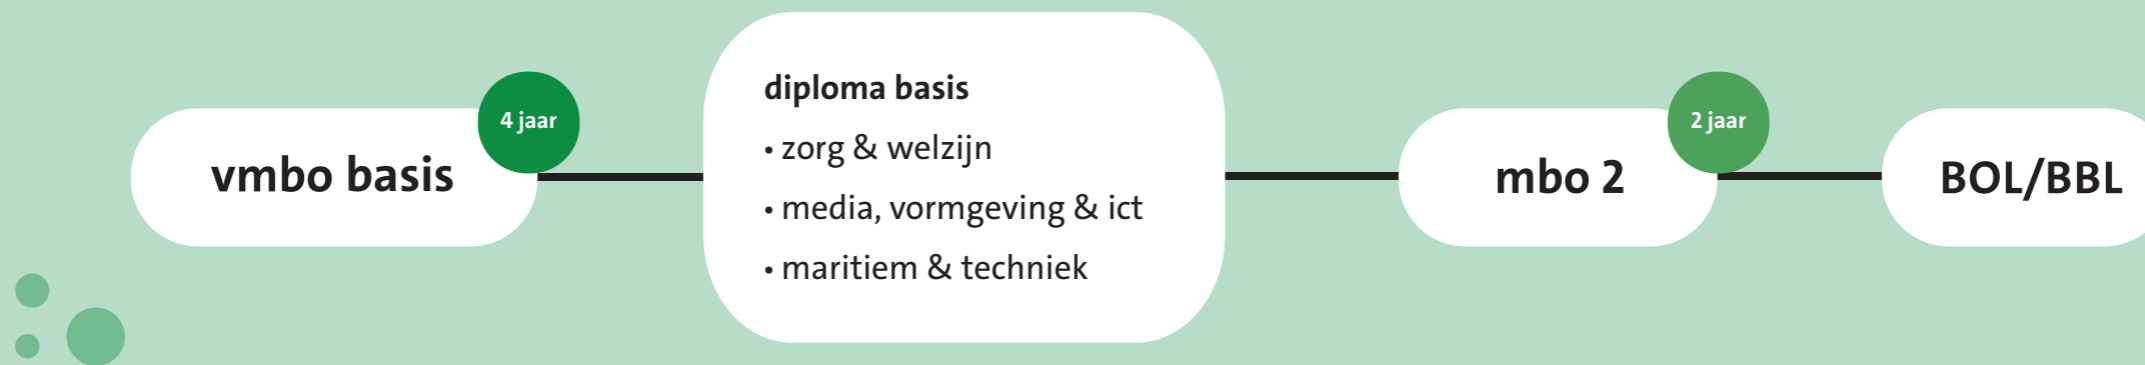 vmbo basis
4 jaar
diploma basis
• zorg & welzijn
• media, vormgeving & ict
• maritiem & techniek
mbo 2
2 jaar
BOL/BBL